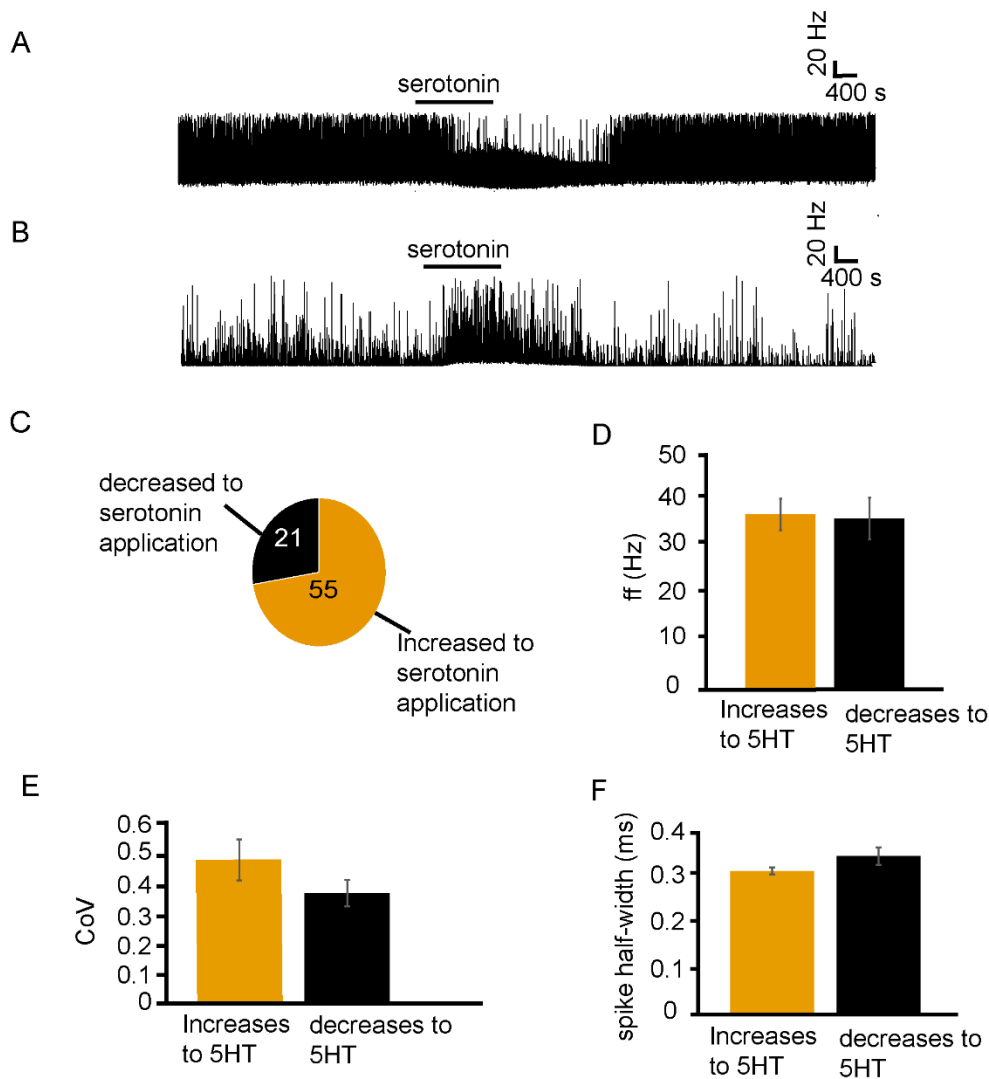 A
20 Hz
400 s
serotonin
B
20 Hz
400 s
serotonin
C
decreased to
serotonin
application
21
55
Increased to
serotonin
application
D
50
40
30
20
10
0
ff (Hz)
Increases
to 5HT
decreases to
5HT
E
0.6
0.5
0.4
0.3
0.2
0.1
0
CoV
Increases
to 5HT
decreases to
5HT
F
0.4
0.3
0.2
0.1
0
spike half-width (ms)
Increases
to 5HT
decreases to
5HT